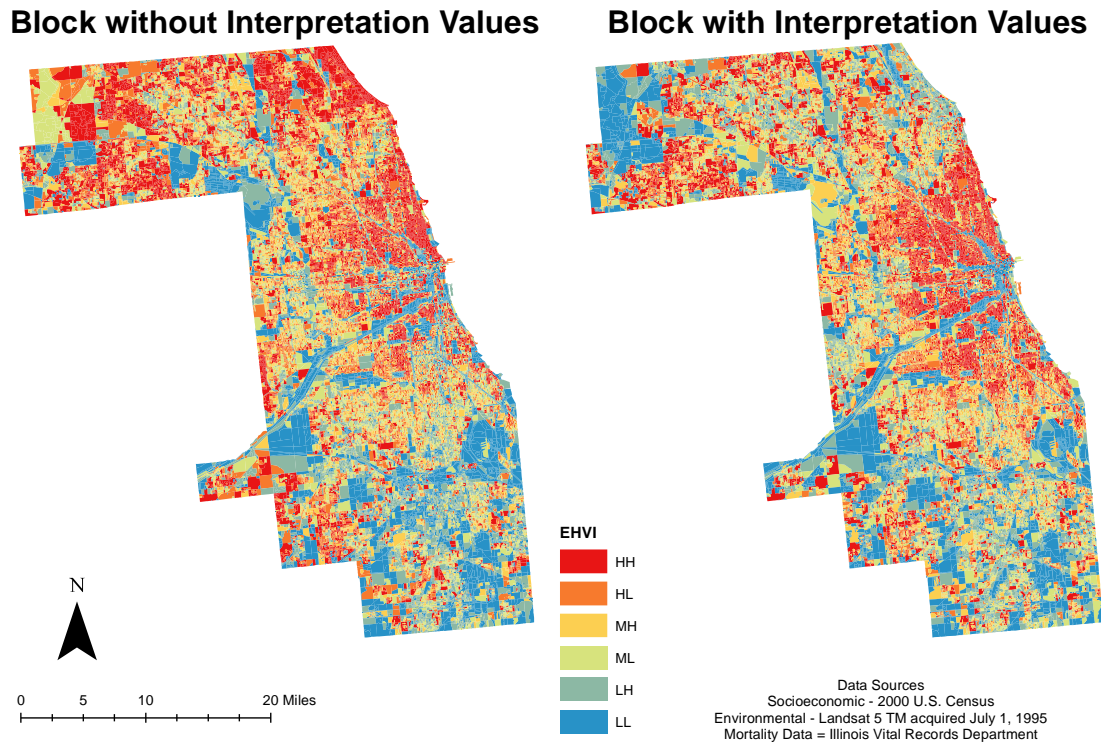 Block without Interpretation Values
Block with Interpretation Values
EHVI
HH
HL
MH
ML
LH
LL
N
0 5 10 20 Miles
Data Sources
Socioeconomic - 2000 U.S. Census
Environmental - Landsat 5 TM acquired July 1, 1995
Mortality Data = Illinois Vital Records Department